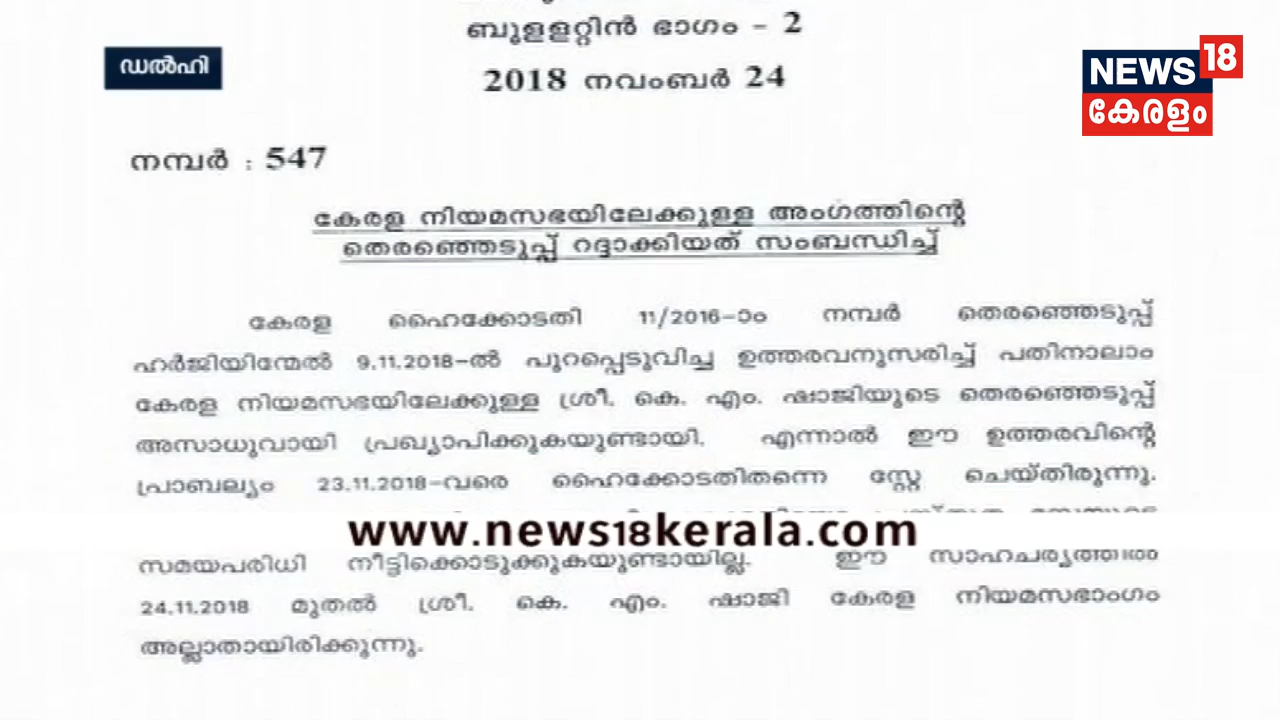 ബുളളറ്റിൻ ഭാഗം - 2
ഡൽഹി
NEWS 18
കേരളം
2018 നവംബർ 24
നമ്പർ : 547
കേരള നിയമസഭയിലേക്കുളള അംഗത്തിന്റെ
തെരഞ്ഞെടുപ്പ് റദ്ദാക്കിയത് സംബന്ധിച്ച്
കേരള ഹൈക്കോടതി 11/2016-ാം നമ്പർ തെരഞ്ഞെടുപ്പ്
ഹർജിയിന്മേൽ 9.11.2018-ൽ പുറപ്പെടുവിച്ച ഉത്തരവനുസരിച്ച് പതിനാലാം
കേരള നിയമസഭയിലേക്കുള്ള ശ്രീ. കെ. എം. ഷാജിയുടെ തെരഞ്ഞെടുപ്പ്
അസാധുവായി പ്രഖ്യാപിക്കുകയുണ്ടായി. എന്നാൽ ഈ ഉത്തരവിന്റെ
പ്രാബല്യം 23.11.2018-വരെ ഹൈക്കോടതിതന്നെ സ്റ്റേ ചെയ്തിരുന്നു.
www.news18kerala.com
സമയപരിധി നീട്ടിക്കൊടുക്കുകയുണ്ടായില്ല. ഈ സാഹചര്യത്തിൽ
24.11.2018 മുതൽ ശ്രീ. കെ. എം. ഷാജി കേരള നിയമസഭാംഗം
അല്ലാതായിരിക്കുന്നു.